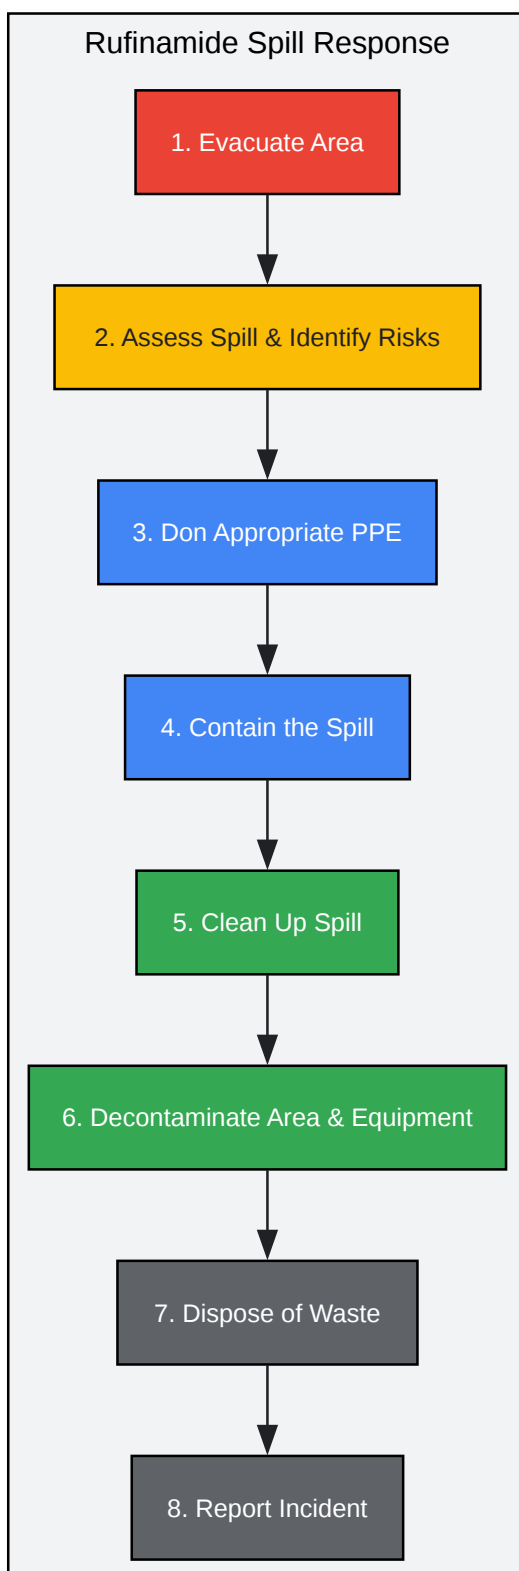 Rufinamide Spill Response
1. Evacuate Area
2. Assess Spill & Identify Risks
3. Don Appropriate PPE
4. Contain the Spill
5. Clean Up Spill
6. Decontaminate Area & Equipment
7. Dispose of Waste
8. Report Incident